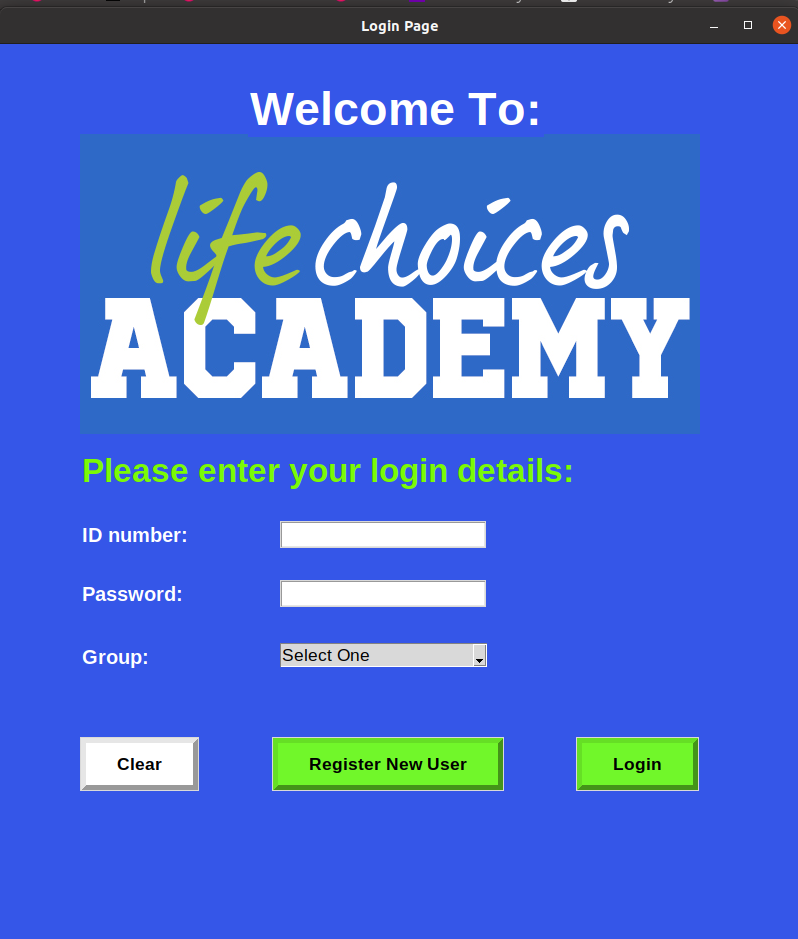 Login Page
Welcome To:
life choices
ACADEMY
Please enter your login details:
ID number:
Password:
Group:
Select One
Clear
Register New User
Login